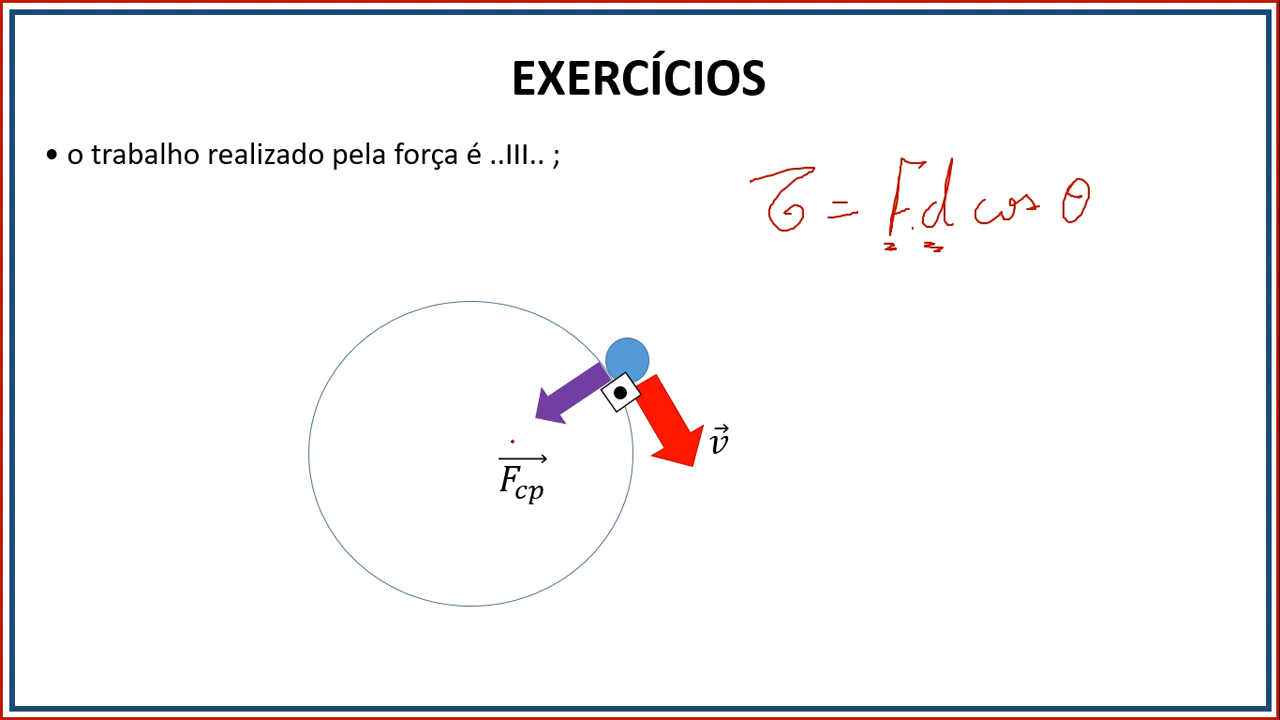 EXERCÍCIOS
• o trabalho realizado pela força é ..III.. ;
τ = F.d cos θ
v⃗
F⃗cp